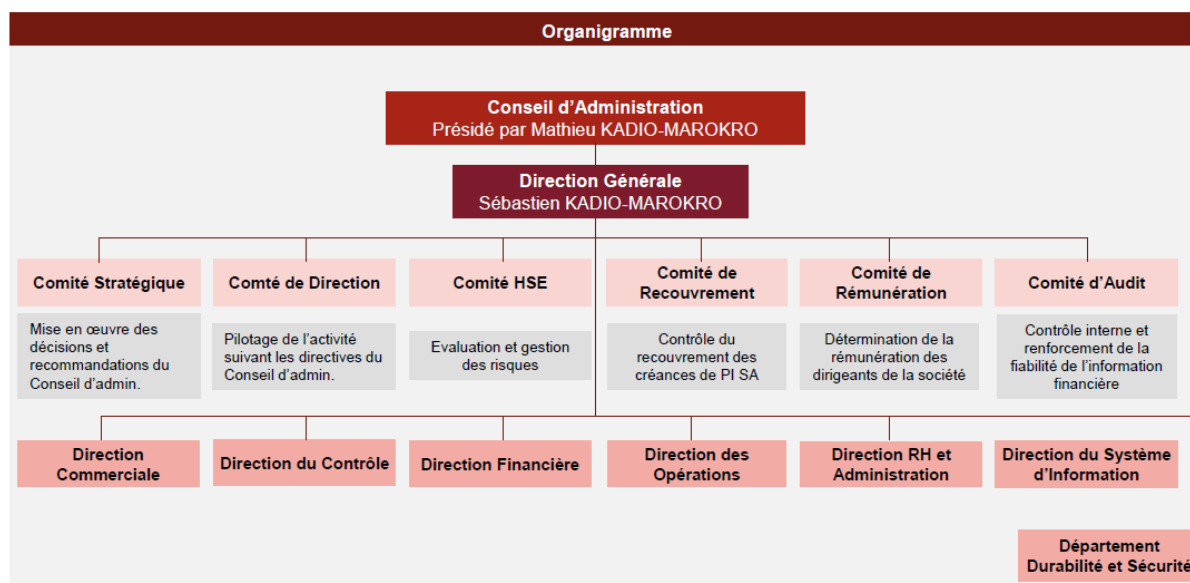 Organigramme
Conseil d'Administration
Présidé par Mathieu KADIO-MAROKRO
Direction Générale
Sébastien KADIO-MAROKRO
Comité Stratégique
Comté de Direction
Comité HSE
Comité de
Recouvrement
Comité de
Rémunération
Comité d'Audit
Mise en œuvre des
décisions et
recommandations du
Conseil d'admin.
Pilotage de l'activité
suivant les directives du
Conseil d'admin.
Evaluation et gestion
des risques
Contrôle du
recouvrement des
créances de PI SA
Détermination de la
rémunération des
dirigeants de la société
Contrôle interne et
renforcement de la
fiabilité de l'information
financière
Direction
Commerciale
Direction du Contrôle
Direction Financière
Direction des
Opérations
Direction RH et
Administration
Direction du Système
d'Information
Département
Durabilité et Sécurité